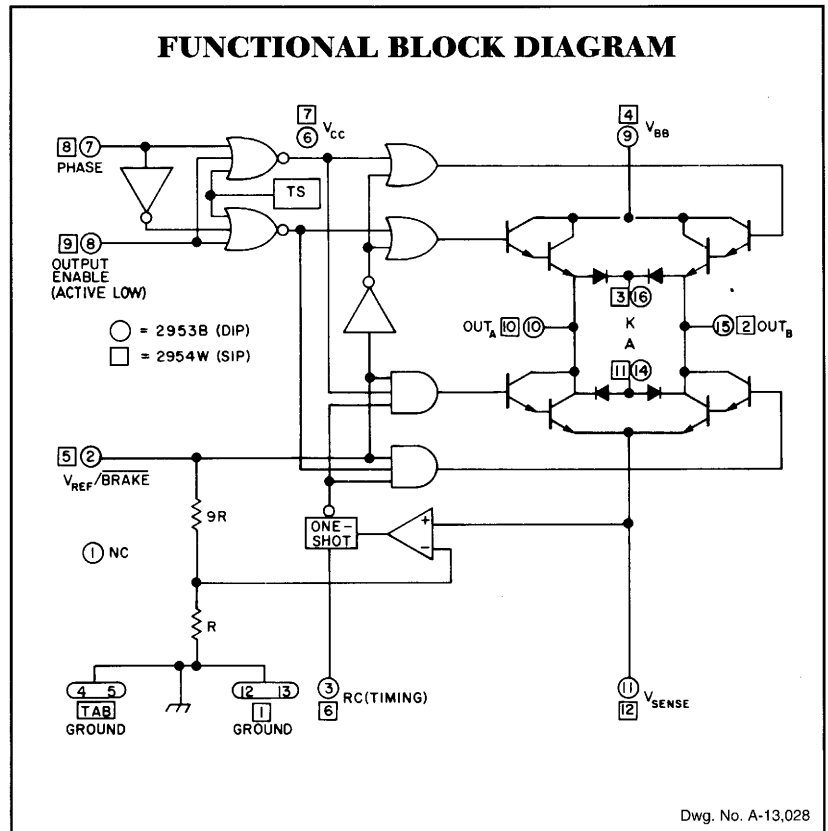 FUNCTIONAL BLOCK DIAGRAM
7
6 VCC
4
9 VBB
8 7
PHASE
TS
9 8
OUTPUT
ENABLE
(ACTIVE LOW)
3 16
= 2953B (DIP)
= 2954W (SIP)
OUTA 10 10
K
A
15 2 OUTB
11 14
5 2
VREF/BRAKE
9R
ONE-
SHOT
+
−
1 NC
R
4 5
TAB
GROUND
12 13
1
GROUND
3 RC(TIMING)
6
11 VSENSE
12
Dwg. No. A-13,028